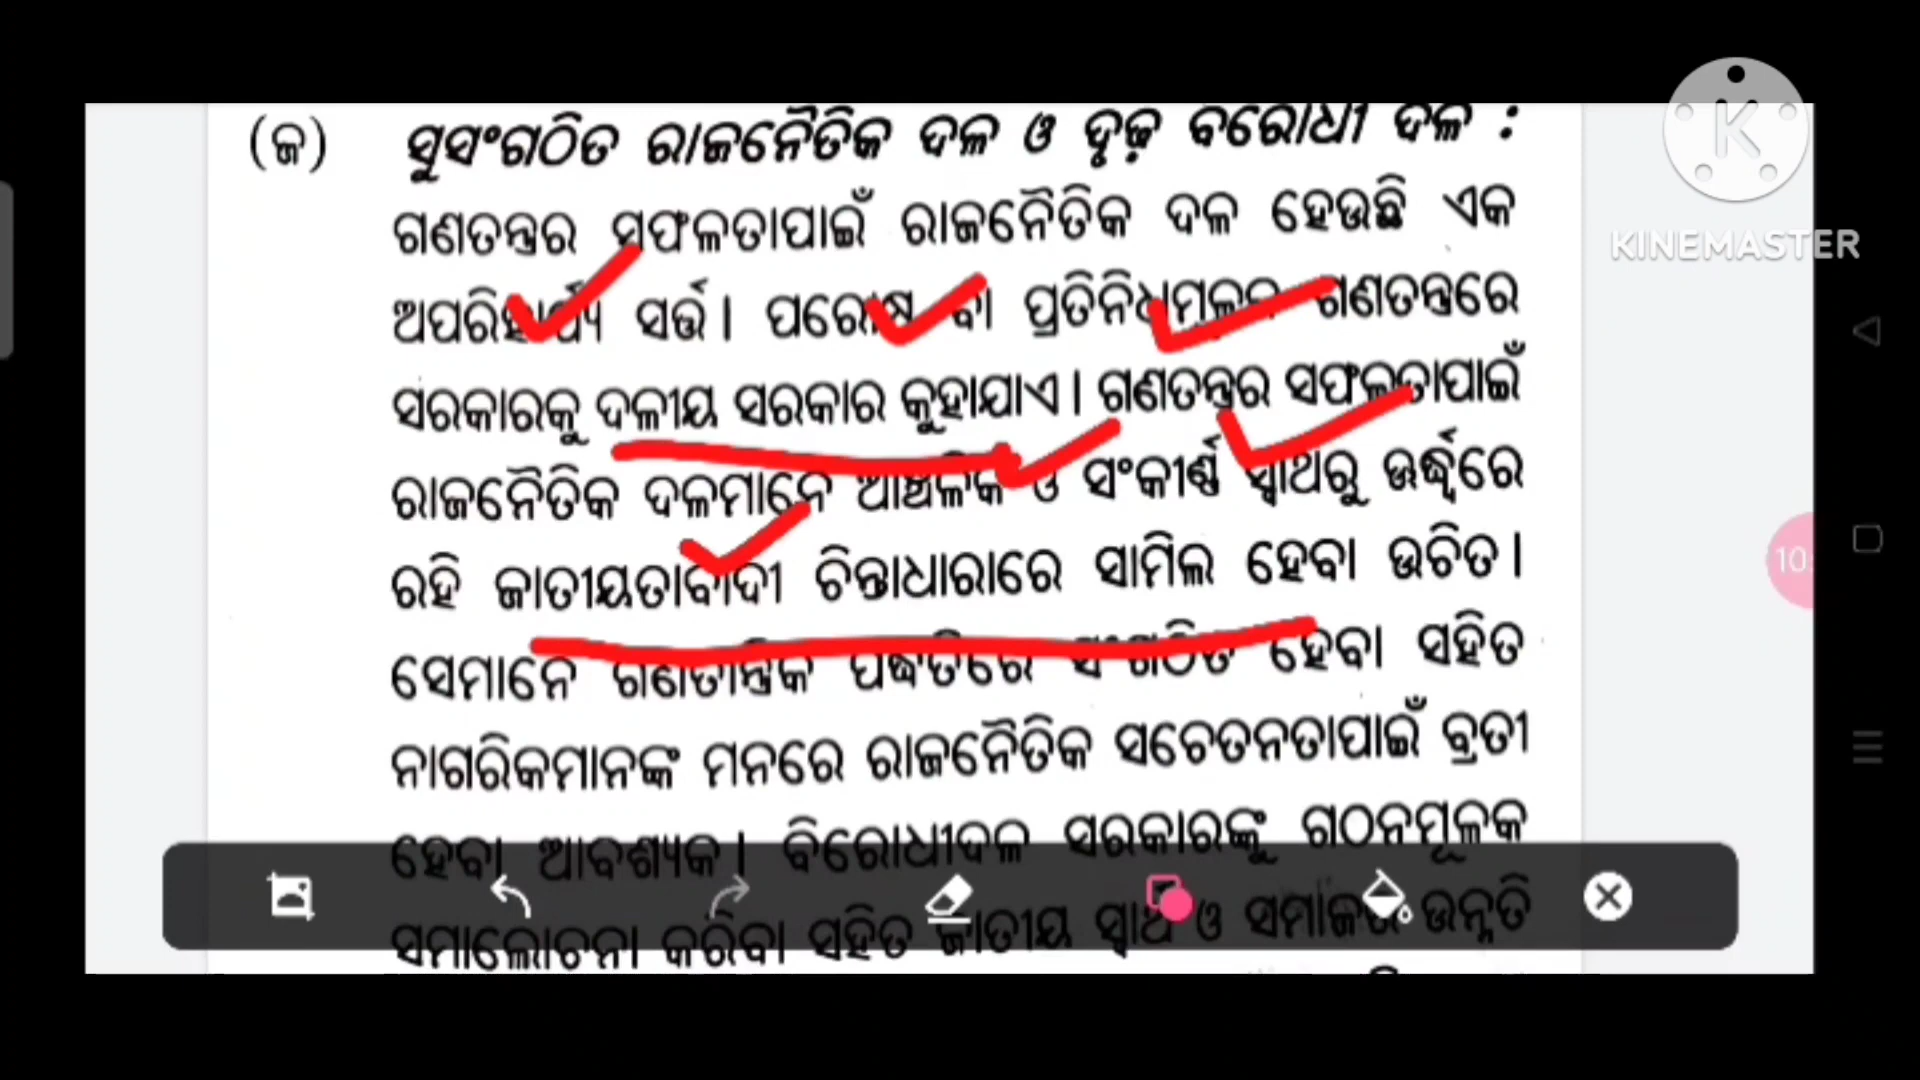 (ଜ) ସୁସଂଗଠିତ ରାଜନୈତିକ ଦଳ ଓ ଦୃଢ଼ ବିରୋଧୀ ଦଳ :
ଗଣତନ୍ତ୍ରର ସଫଳତାପାଇଁ ରାଜନୈତିକ ଦଳ ହେଉଛି ଏକ
ଅପରିହାର୍ଯ୍ୟ ସର୍ତ୍ତ । ପରୋକ୍ଷ ବା ପ୍ରତିନିଧିମୂଳକ ଗଣତନ୍ତ୍ରରେ
ସରକାରକୁ ଦଳୀୟ ସରକାର କୁହାଯାଏ । ଗଣତନ୍ତ୍ରର ସଫଳତାପାଇଁ
ରାଜନୈତିକ ଦଳମାନେ ଆଞ୍ଚଳିକ ଓ ସଂକୀର୍ଣ୍ଣ ସ୍ୱାର୍ଥରୁ ଊର୍ଦ୍ଧ୍ୱରେ
ରହି ଜାତୀୟତାବାଦୀ ଚିନ୍ତାଧାରାରେ ସାମିଲ ହେବା ଉଚିତ ।
ସେମାନେ ଗଣତାନ୍ତ୍ରିକ ପଦ୍ଧତିରେ ସଂଗଠିତ ହେବା ସହିତ
ନାଗରିକମାନଙ୍କ ମନରେ ରାଜନୈତିକ ସଚେତନତାପାଇଁ ବ୍ରତୀ
ହେବା ଆବଶ୍ୟକ । ବିରୋଧୀଦଳ ସରକାରଙ୍କୁ ଗଠନମୂଳକ
ସମାଲୋଚନା କରିବା ସହିତ ଜାତୀୟ ସ୍ୱାର୍ଥ ଓ ସମାଜର ଉନ୍ନତି
KINEMASTER
10